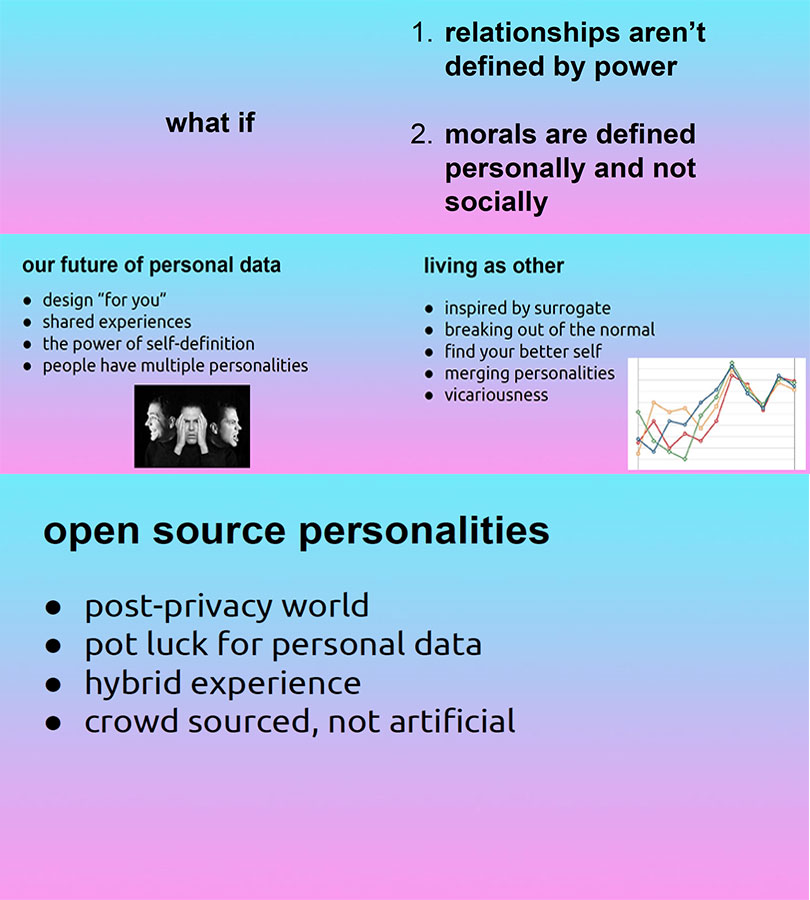 what if
1. relationships aren’t
defined by power
2. morals are defined
personally and not
socially
our future of personal data
● design “for you”
● shared experiences
● the power of self-definition
● people have multiple personalities
living as other
● inspired by surrogate
● breaking out of the normal
● find your better self
● merging personalities
● vicariousness
open source personalities
● post-privacy world
● pot luck for personal data
● hybrid experience
● crowd sourced, not artificial